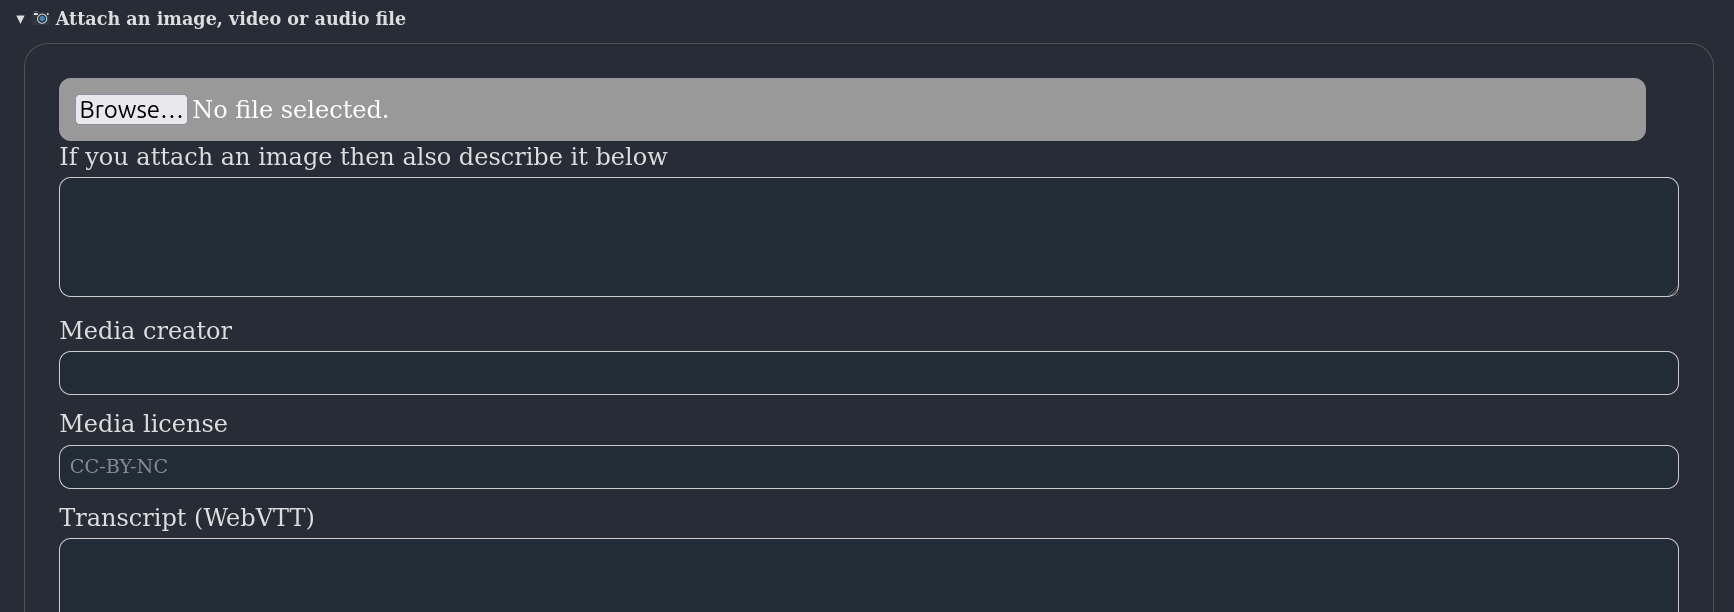 Attach an image, video or audio file
Browse... No file selected.
If you attach an image then also describe it below
Media creator
Media license
CC-BY-NC
Transcript (WebVTT)